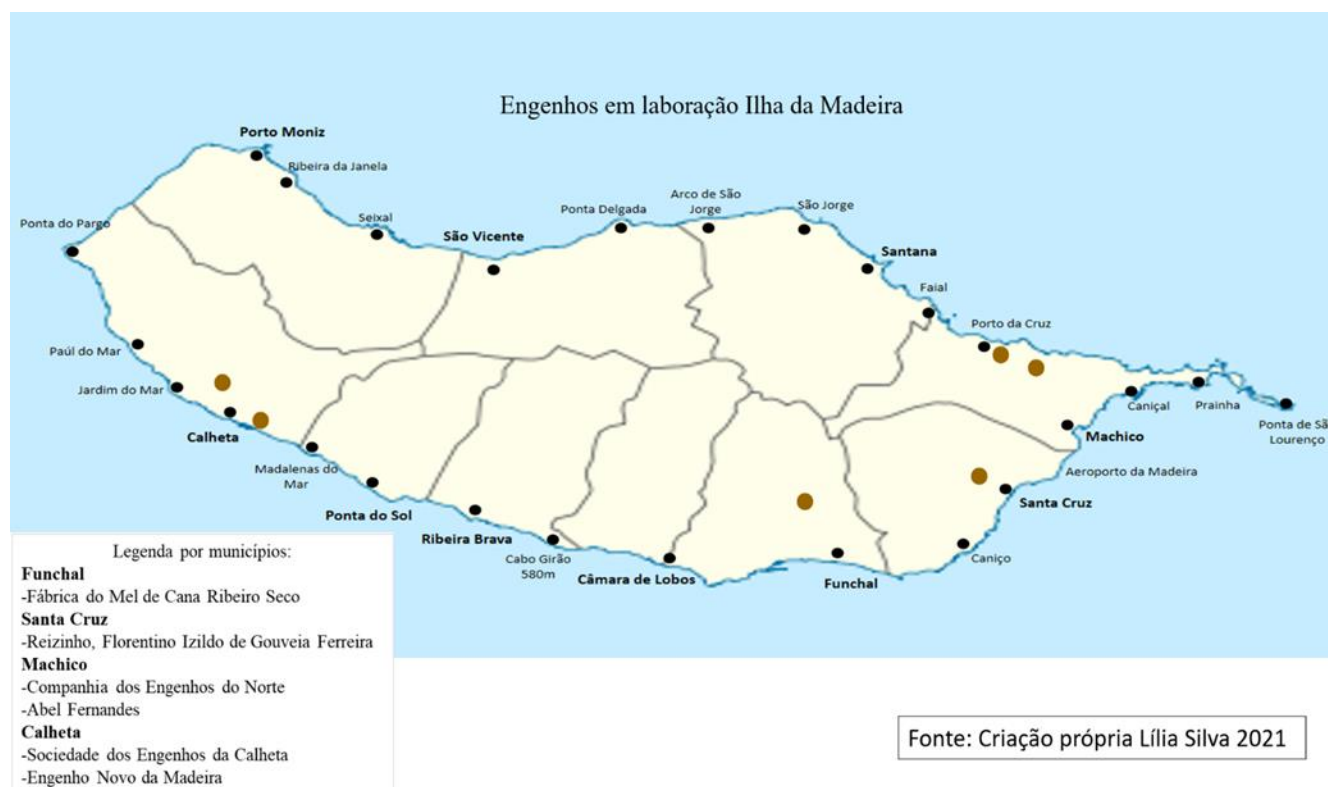 Engenhos em laboração Ilha da Madeira
Porto Moniz
Ribeira da Janela
Ponta do Pargo
Seixal
São Vicente
Ponta Delgada
Arco de São
Jorge
São Jorge
Santana
Faial
Porto da Cruz
Paúl do Mar
Jardim do Mar
Calheta
Madalenas do
Mar
Ponta do Sol
Ribeira Brava
Cabo Girão
580m
Câmara de Lobos
Funchal
Caniço
Santa Cruz
Aeroporto da Madeira
Machico
Caniçal
Prainha
Ponta de Sã
Lourenço
Legenda por municípios:
Funchal
-Fábrica do Mel de Cana Ribeiro Seco
Santa Cruz
-Reizinho, Florentino Izildo de Gouveia Ferreira
Machico
-Companhia dos Engenhos do Norte
-Abel Fernandes
Calheta
-Sociedade dos Engenhos da Calheta
-Engenho Novo da Madeira
Fonte: Criação própria Lília Silva 2021